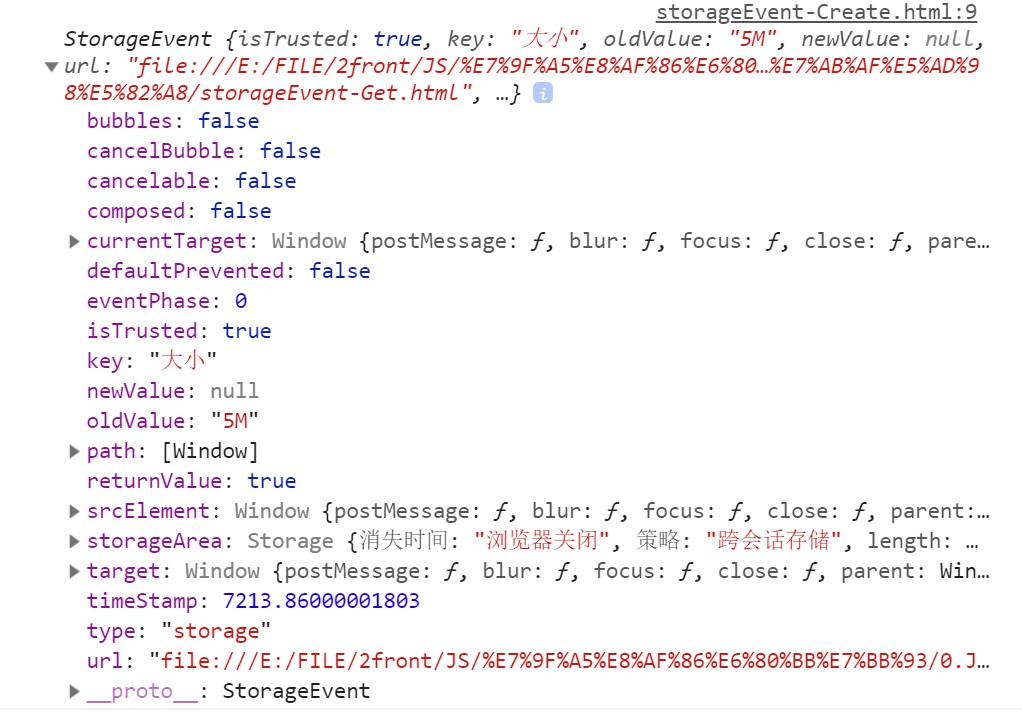 storageEvent-Create.html:9
StorageEvent {isTrusted: true, key: "大小", oldValue: "5M", newValue: null,
▼url: "file:///E:/FILE/2front/JS/%E7%9F%A5%E8%AF%86%E6%80…%E7%AB%AF%E5%AD%9
8%E5%82%A8/storageEvent-Get.html", …} i
bubbles: false
cancelBubble: false
cancelable: false
composed: false
▶currentTarget: Window {postMessage: ƒ, blur: ƒ, focus: ƒ, close: ƒ, pare…
defaultPrevented: false
eventPhase: 0
isTrusted: true
key: "大小"
newValue: null
oldValue: "5M"
▶path: [Window]
returnValue: true
▶srcElement: Window {postMessage: ƒ, blur: ƒ, focus: ƒ, close: ƒ, parent:…
▶storageArea: Storage {消失时间: "浏览器关闭", 策略: "跨会话存储", length: …
▶target: Window {postMessage: ƒ, blur: ƒ, focus: ƒ, close: ƒ, parent: Win…
timeStamp: 7213.86000001803
type: "storage"
url: "file:///E:/FILE/2front/JS/%E7%9F%A5%E8%AF%86%E6%80%BB%E7%BB%93/0.J…
▶__proto__: StorageEvent